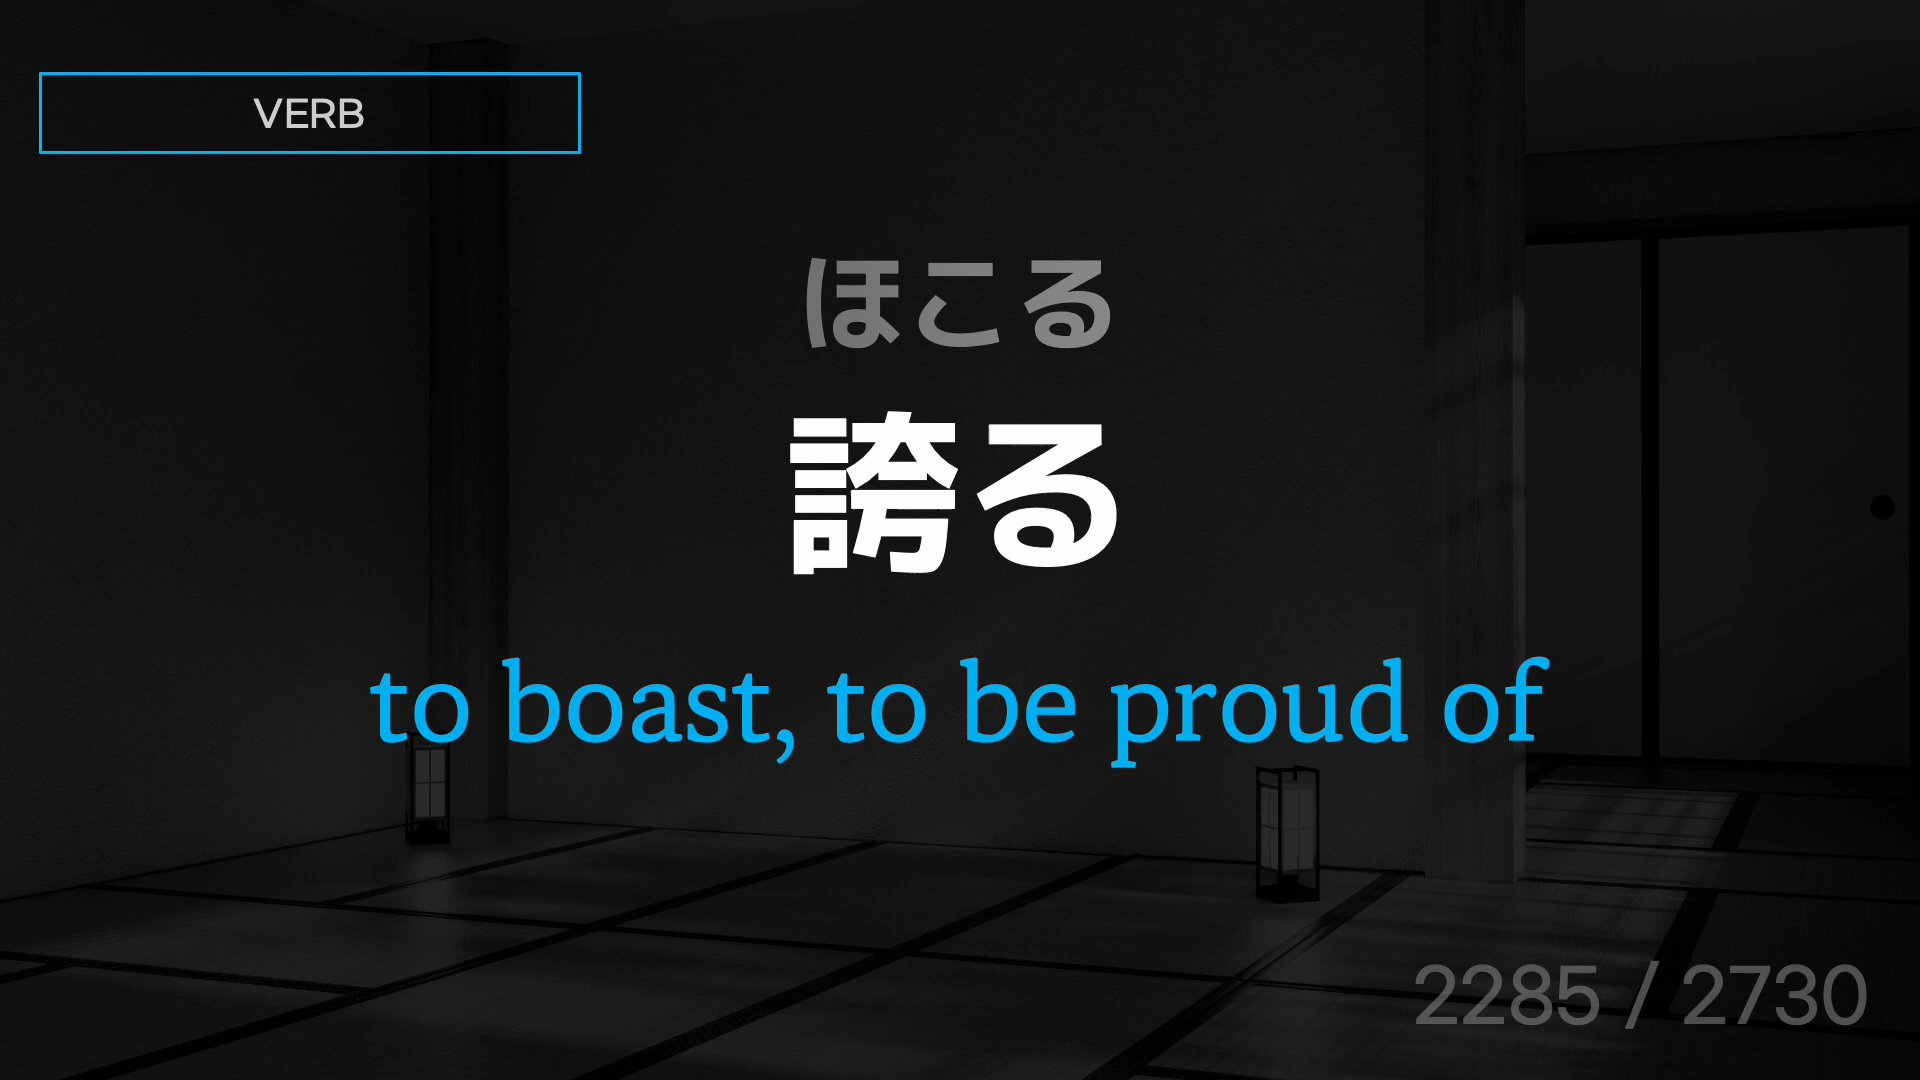 VERB
ほこる
誇る
to boast, to be proud of
2285 / 2730